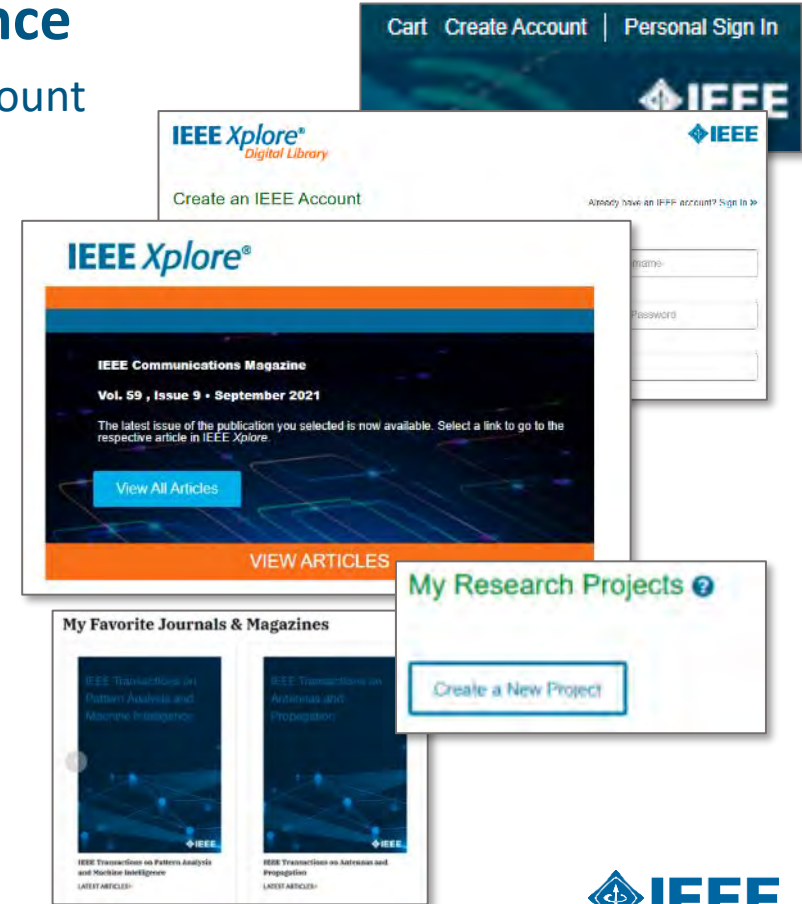 nce
ount
Cart Create Account | Personal Sign In
IEEE
IEEE Xplore®
Digital Library
IEEE
Create an IEEE Account
Already have an IEEE account? Sign In »
Password
IEEE Xplore®
IEEE Communications Magazine
Vol. 59 , Issue 9 • September 2021
The latest issue of the publication you selected is now available. Select a link to go to the
respective article in IEEE Xplore.
View All Articles
VIEW ARTICLES
My Research Projects
Create a New Project
My Favorite Journals & Magazines
IEEE Transactions on
Pattern Analysis and
Machine Intelligence
IEEE
IEEE Transactions on Pattern Analysis
and Machine Intelligence
LATEST ARTICLES>
IEEE Transactions on
Antennas and
Propagation
IEEE
IEEE Transactions on Antennas and
Propagation
LATEST ARTICLES>
IEEE